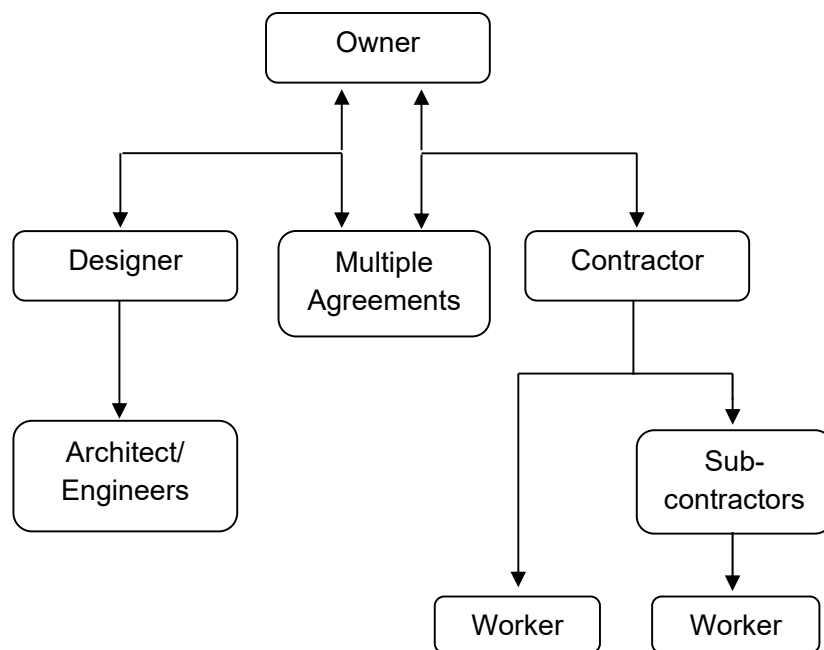 Owner
Designer
Multiple
Agreements
Contractor
Architect/
Engineers
Sub-
contractors
Worker
Worker